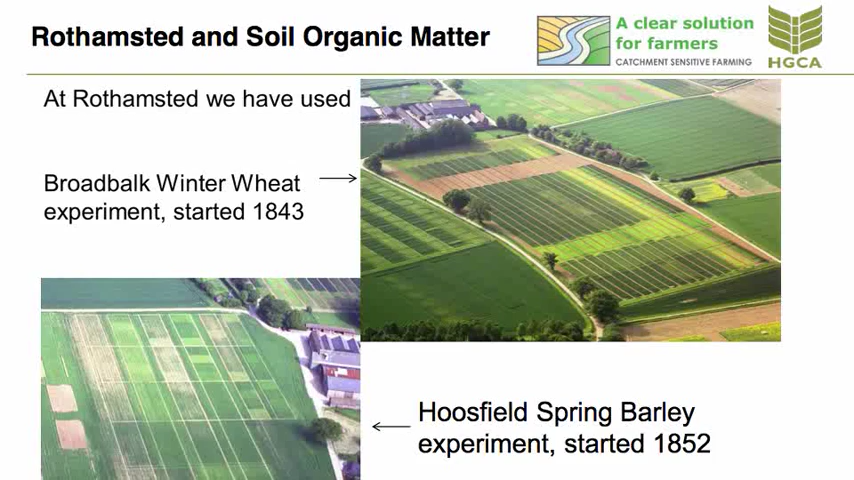 Rothamsted and Soil Organic Matter
A clear solution
for farmers
CATCHMENT SENSITIVE FARMING
HGCA
At Rothamsted we have used
Broadbalk Winter Wheat
experiment, started 1843
Hoosfield Spring Barley
experiment, started 1852